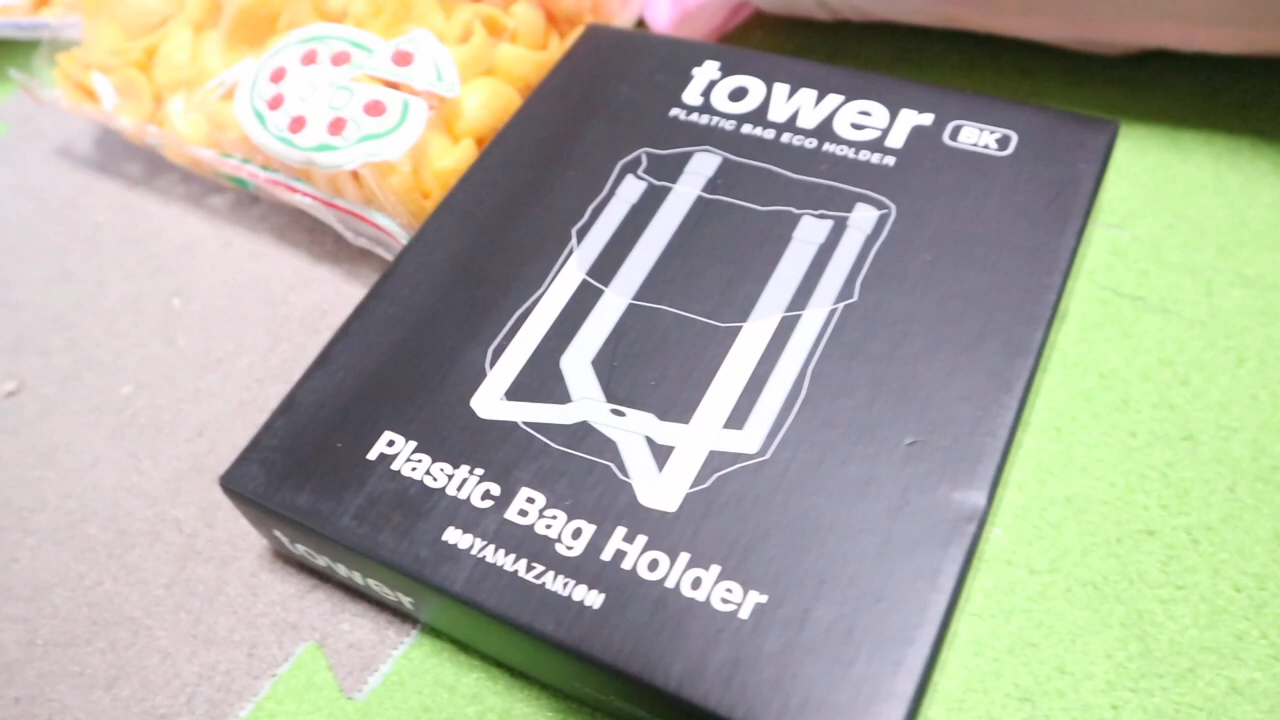 tower
BK
PLASTIC BAG ECO HOLDER
Plastic Bag Holder
YAMAZAKI
tower